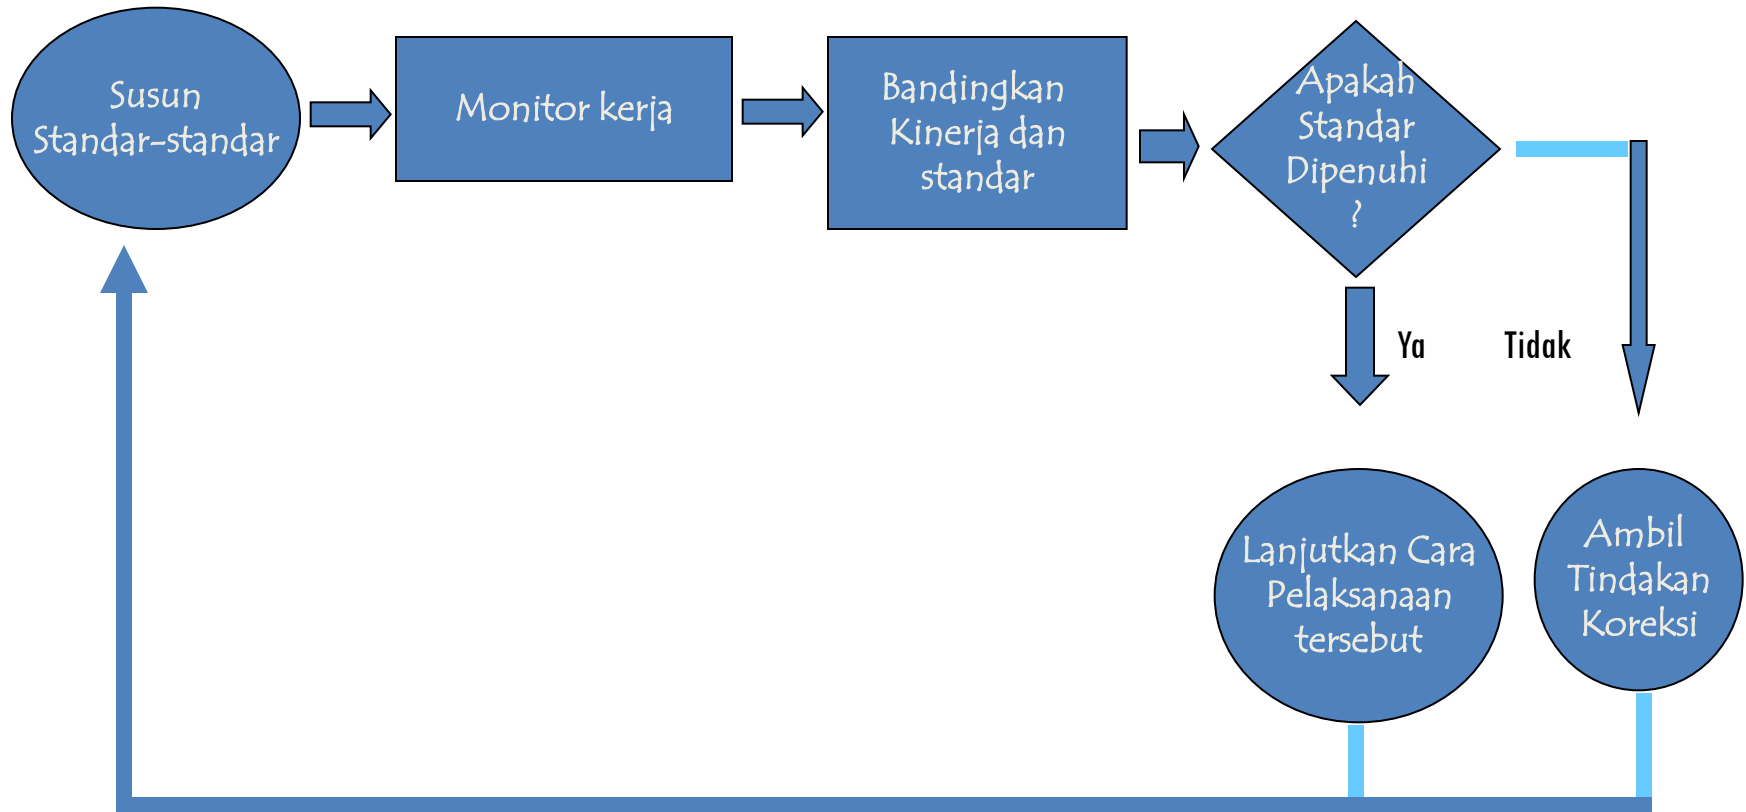 Susun
Standar-standar
Monitor kerja
Bandingkan
Kinerja dan
standar
Apakah
Standar
Dipenuhi
?
Ya
Tidak
Lanjutkan Cara
Pelaksanaan
tersebut
Ambil
Tindakan
Koreksi